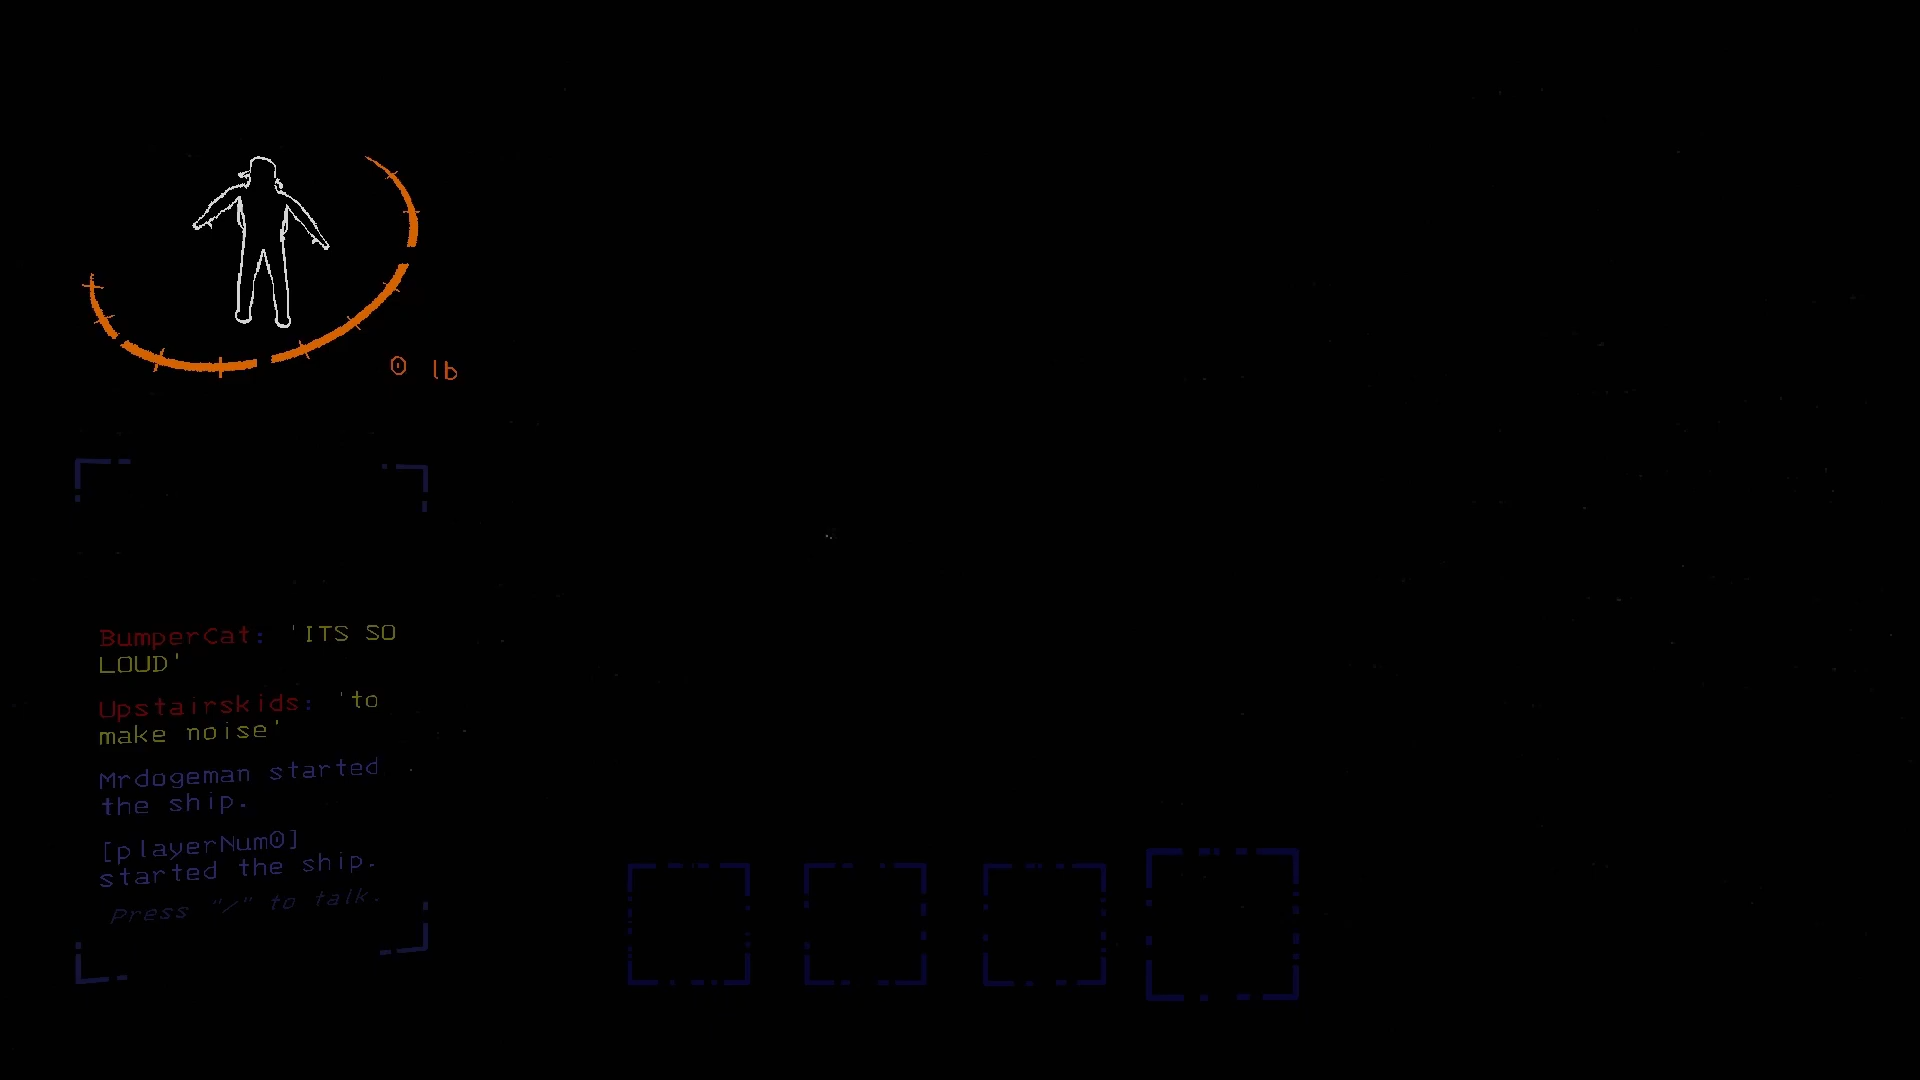 0 lb
BumperCat: 'ITS SO
LOUD'
Upstairskids: 'to
make noise'
Mrdogeman started
the ship.
[playerNum0]
started the ship.
Press "/" to talk.